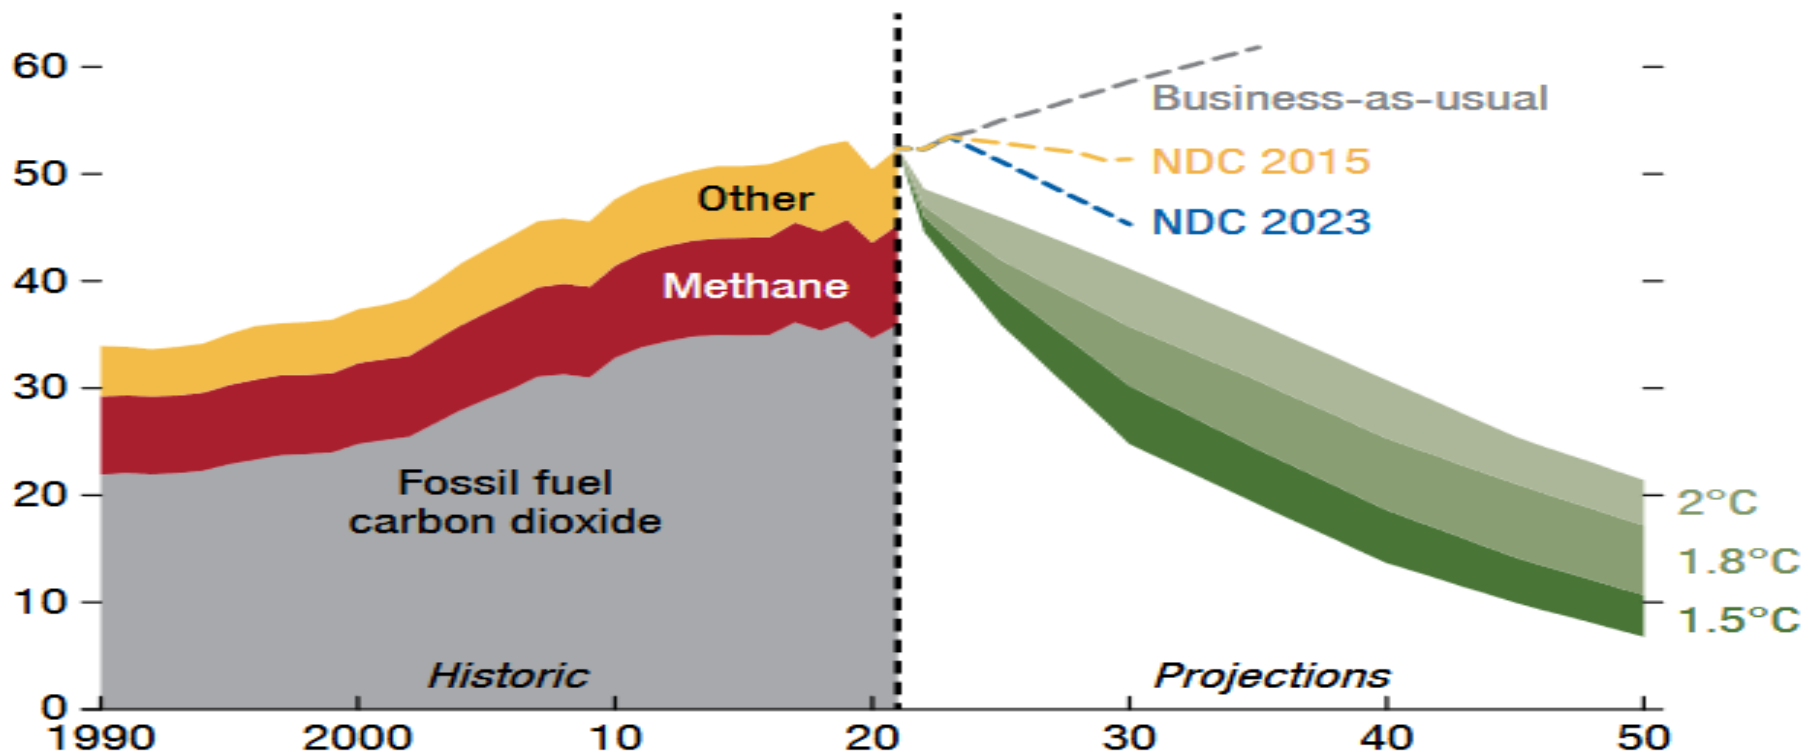 60
Business-as-usual
NDC 2015
50
Other
NDC 2023
40
Methane
30
Fossil fuel
carbon dioxide
20
2°C
1.8°C
10
1.5°C
Historic
Projections
0
1990 2000 10 20 30 40 50